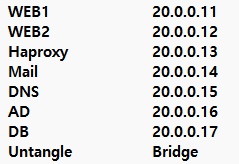 WEB1 20.0.0.11
WEB2 20.0.0.12
Haproxy 20.0.0.13
Mail 20.0.0.14
DNS 20.0.0.15
AD 20.0.0.16
DB 20.0.0.17
Untangle Bridge